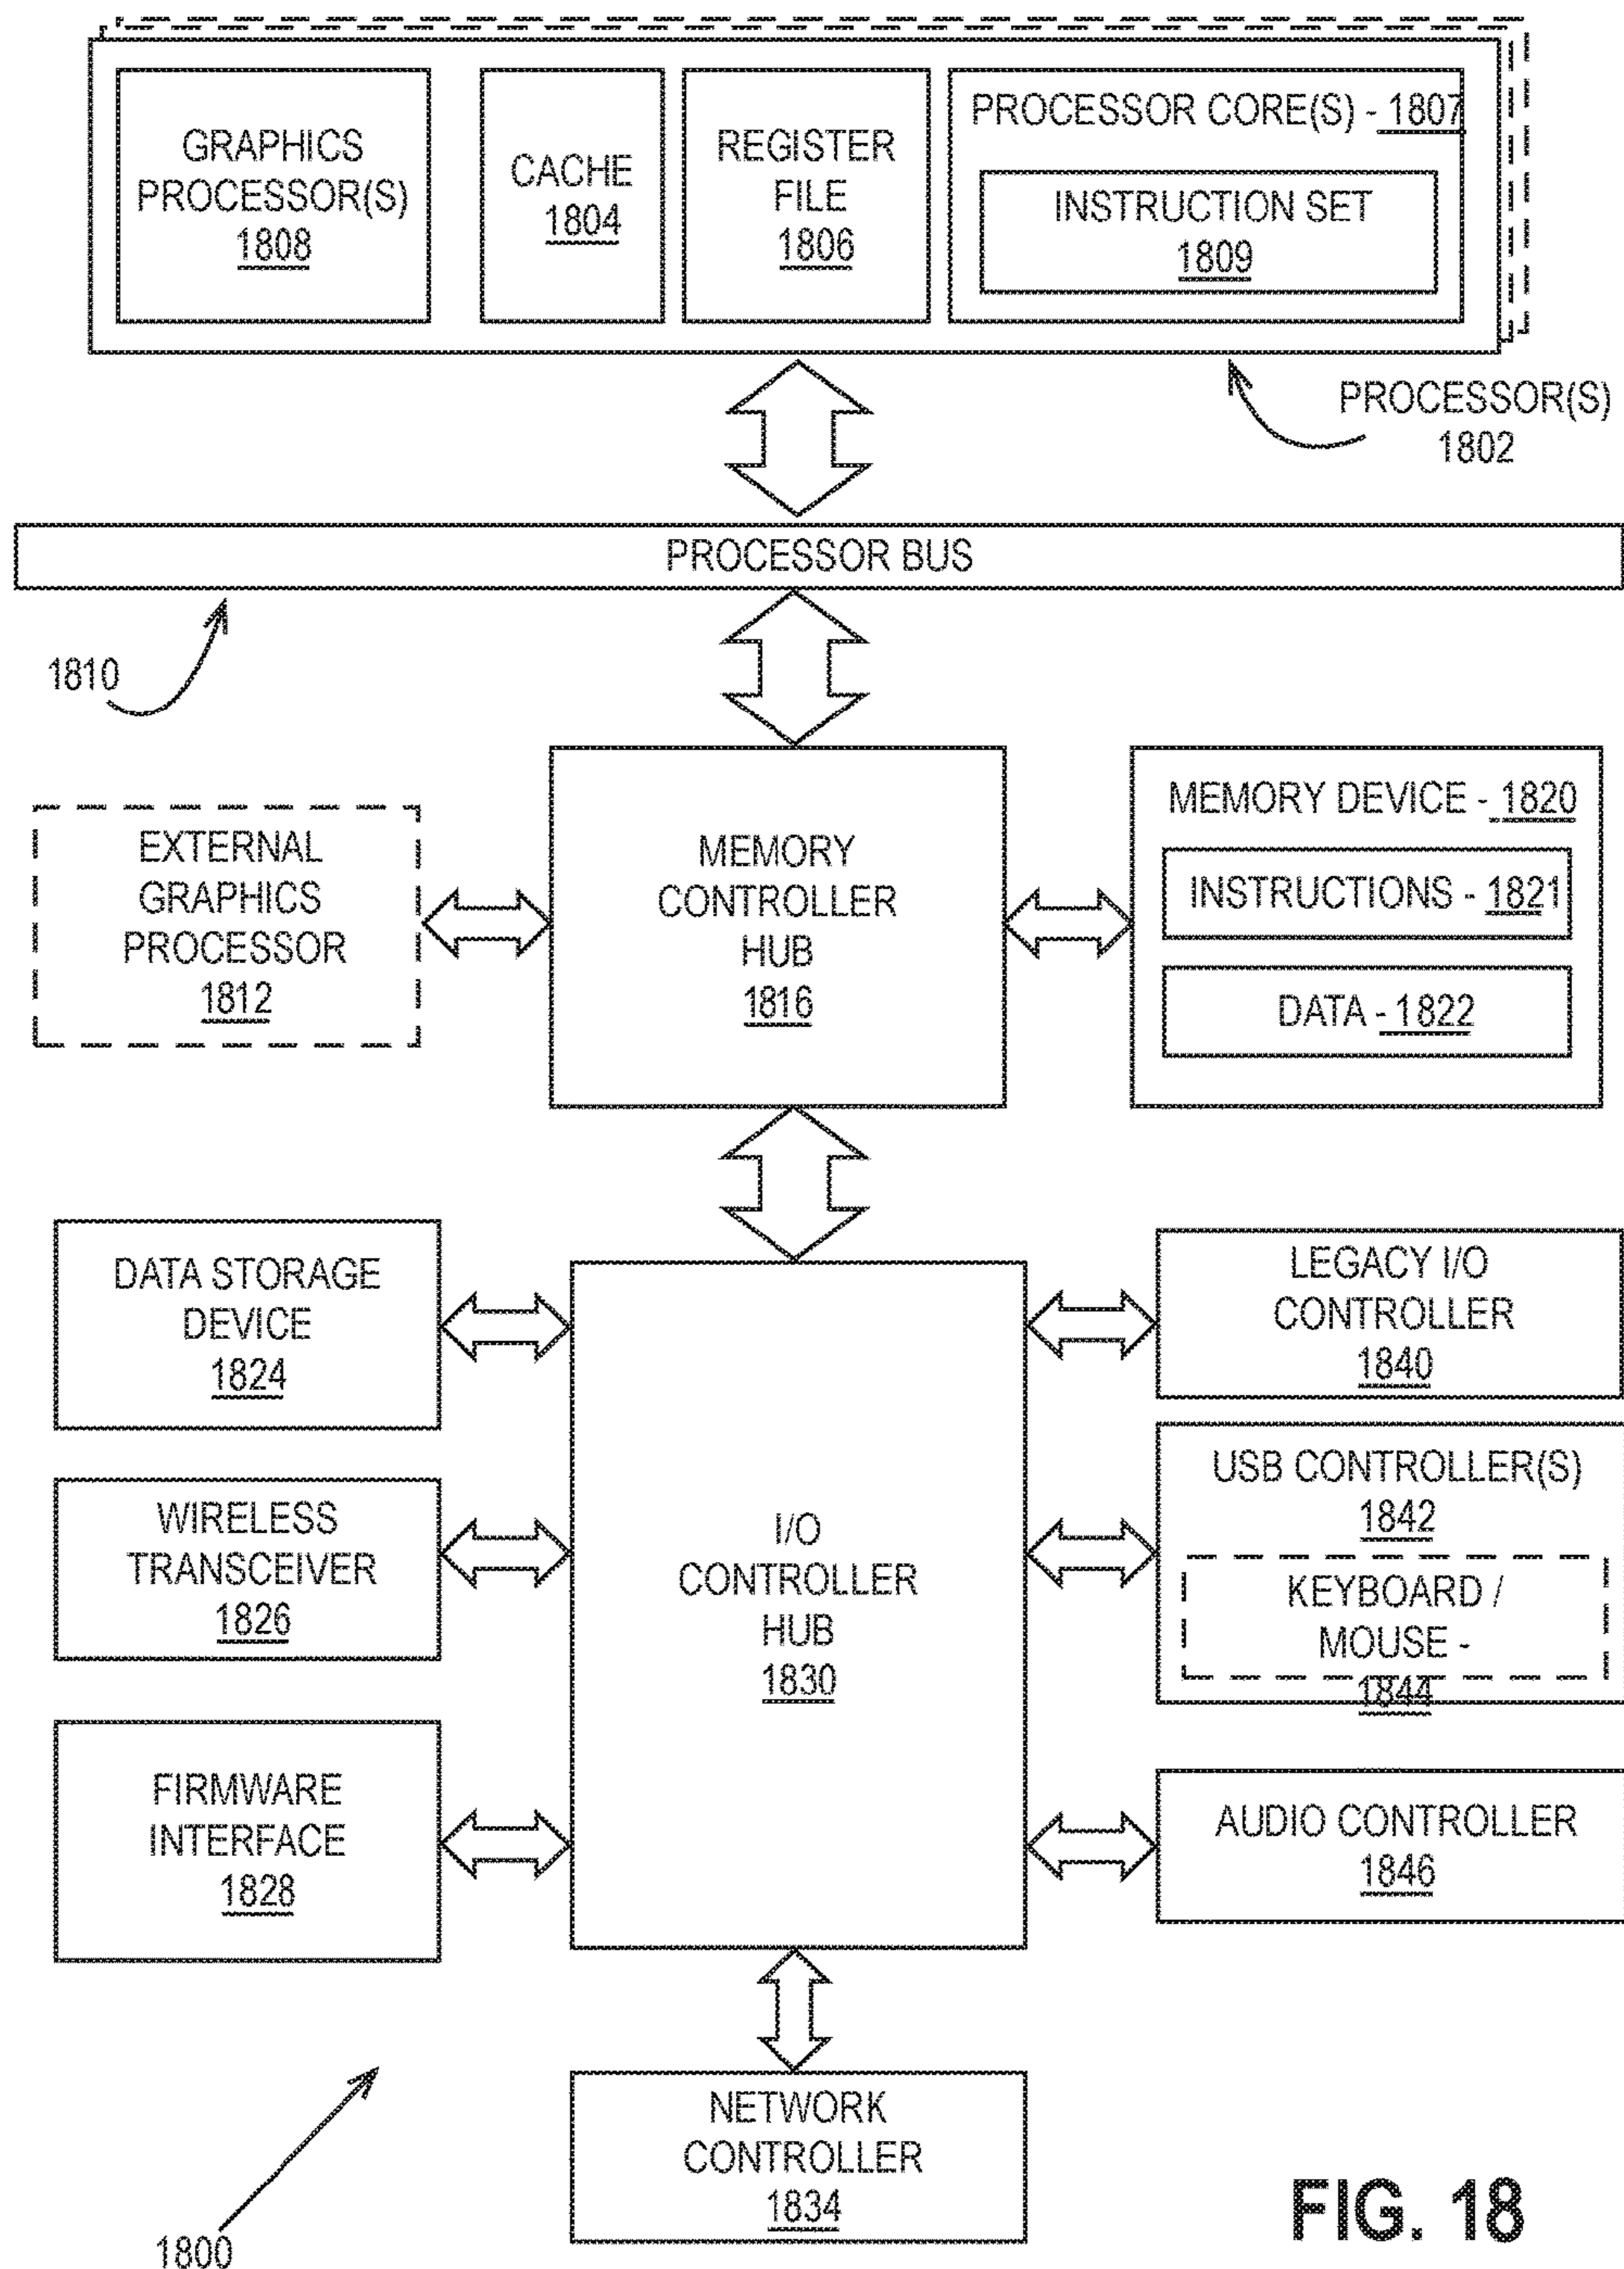 GRAPHICS
PROCESSOR(S)
1808
CACHE
1804
REGISTER
FILE
1806
PROCESSOR CORE(S) - 1807
INSTRUCTION SET
1809
PROCESSOR(S)
1802
PROCESSOR BUS
1810
EXTERNAL
GRAPHICS
PROCESSOR
1812
MEMORY
CONTROLLER
HUB
1816
MEMORY DEVICE - 1820
INSTRUCTIONS - 1821
DATA - 1822
DATA STORAGE
DEVICE
1824
WIRELESS
TRANSCEIVER
1826
FIRMWARE
INTERFACE
1828
I/O
CONTROLLER
HUB
1830
LEGACY I/O
CONTROLLER
1840
USB CONTROLLER(S)
1842
KEYBOARD /
MOUSE -
1844
AUDIO CONTROLLER
1846
NETWORK
CONTROLLER
1834
1800
FIG. 18